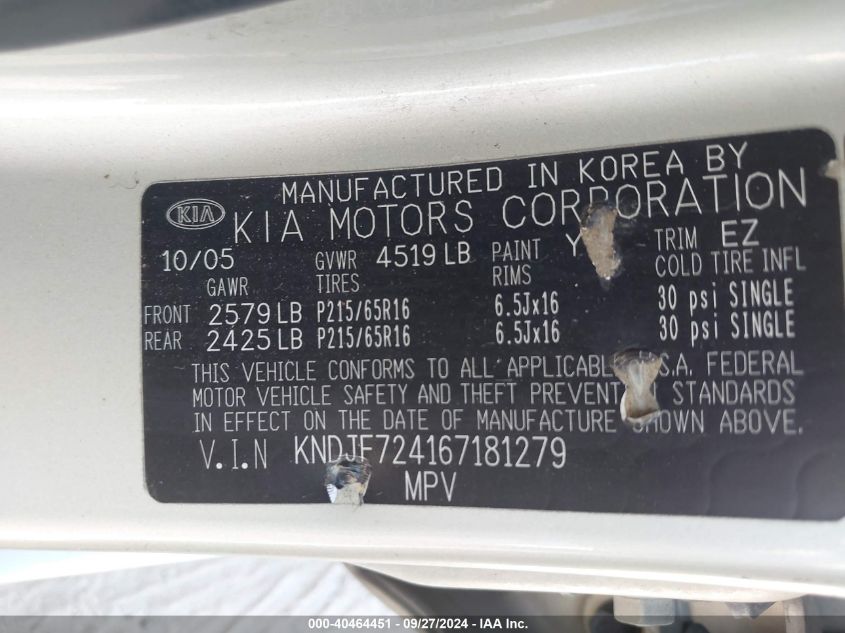 MANUFACTURED IN KOREA BY
KIA KIA MOTORS CORPORATION
10/05 GVWR 4519 LB PAINT TRIM EZ
GAWR TIRES RIMS COLD TIRE INFL
FRONT 2579 LB P215/65R16 6.5Jx16 30 psi SINGLE
REAR 2425 LB P215/65R16 6.5Jx16 30 psi SINGLE
THIS VEHICLE CONFORMS TO ALL APPLICABLE U.S.A. FEDERAL
MOTOR VEHICLE SAFETY AND THEFT PREVENTION STANDARDS
IN EFFECT ON THE DATE OF MANUFACTURE SHOWN ABOVE.
V.I.N KNDJF724167181279
MPV
000-40464451 - 09/27/2024 - IAA Inc.